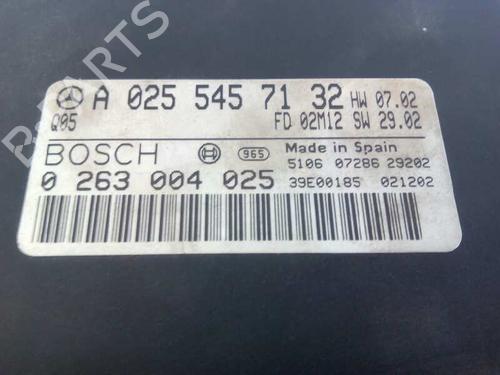 A 025 545 71 32 HW 07.02
Q05 FD 02M12 SW 29.02
BOSCH 965 Made in Spain
5106 07286 29202
0 263 004 025 39E00185 021202